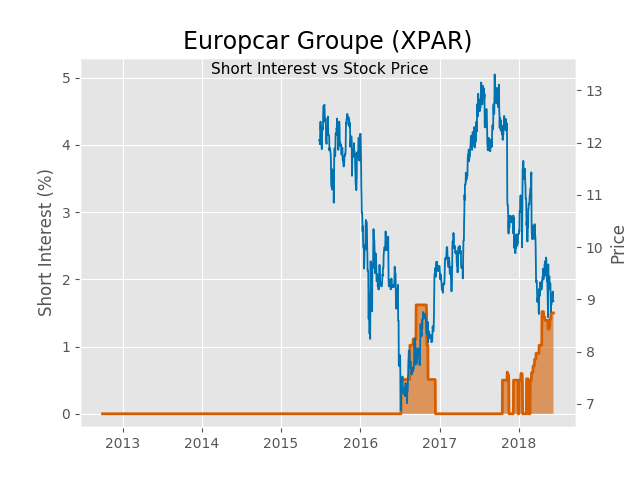 Europcar Groupe (XPAR)
Short Interest vs Stock Price
Short Interest (%)
5
4
3
2
1
0
13
12
11
10
9
8
7
Price
2013 2014 2015 2016 2017 2018